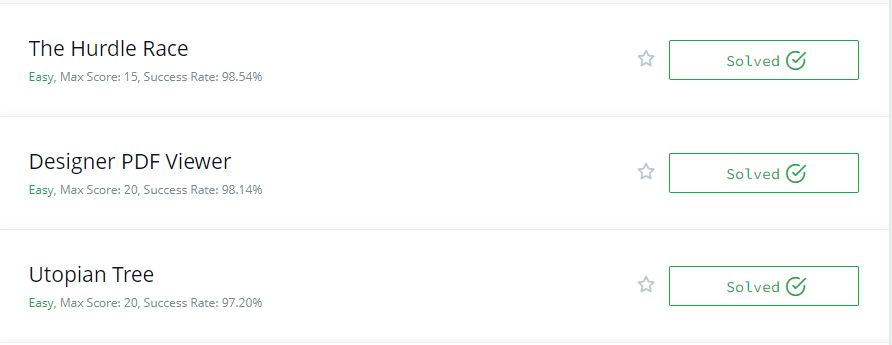 The Hurdle Race
Easy, Max Score: 15, Success Rate: 98.54%
Solved
Designer PDF Viewer
Easy, Max Score: 20, Success Rate: 98.14%
Solved
Utopian Tree
Easy, Max Score: 20, Success Rate: 97.20%
Solved